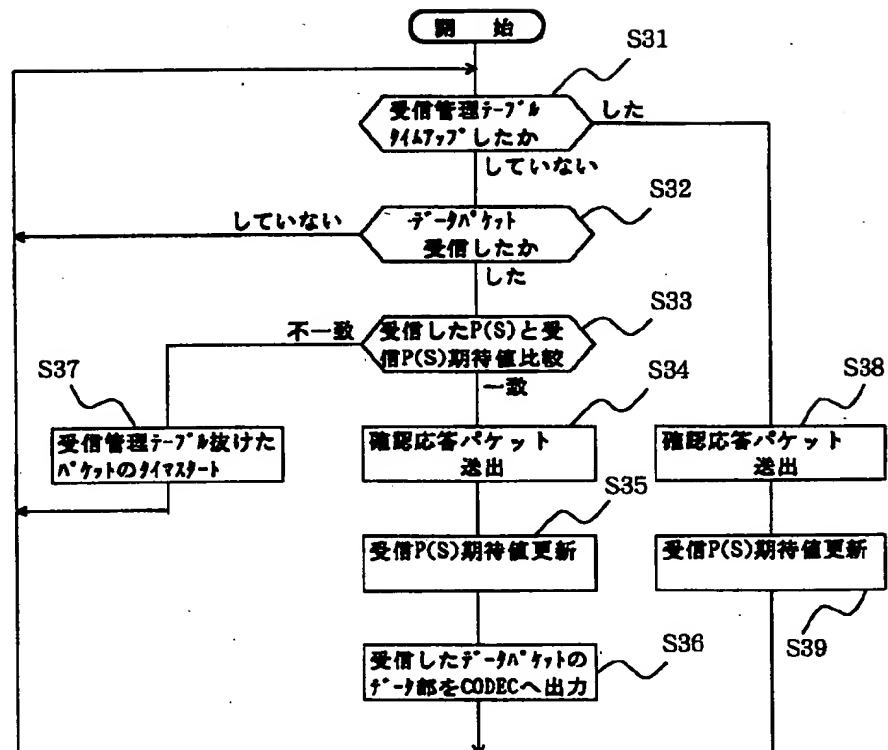 開 始
S31
受信管理ﾃｰﾌﾞﾙ
ﾀｲﾑｱｯﾌﾟしたか
した
していない
S32
していない
ﾃﾞｰﾀﾊﾟｹｯﾄ
受信したか
した
S33
不一致
受信したP(S)と受
信P(S)期待値比較
一致
S37
S34
S38
受信管理ﾃｰﾌﾞﾙ抜けた
ﾊﾟｹｯﾄのﾀｲﾏｽﾀｰﾄ
確認応答パケット
送出
確認応答パケット
送出
S35
受信P(S)期待値更新
受信P(S)期待値更新
S36
S39
受信したﾃﾞｰﾀﾊﾟｹｯﾄの
ﾃﾞｰﾀ部をCODECへ出力